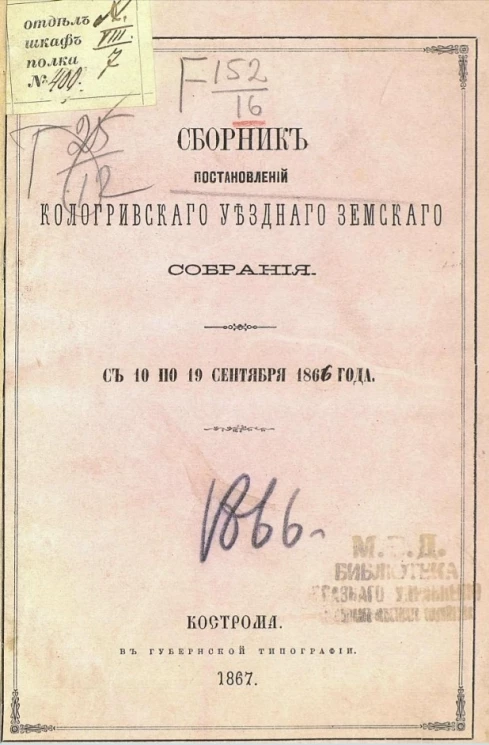 отдѣлъ А.
шкафъ VIII
полка 7
№ 400.
Г 152
16
Г 25
12
СБОРНИКЪ
ПОСТАНОВЛЕНІЙ
КОЛОГРИВСКАГО УѢЗДНАГО ЗЕМСКАГО
СОБРАНІЯ.
СЪ 10 ПО 19 СЕНТЯБРЯ 1866 ГОДА.
1866
М. В. Д.
БИБЛІОТЕКА
КОСТРОМА.
ВЪ ГУБЕРНСКОЙ ТИПОГРАФІИ.
1867.